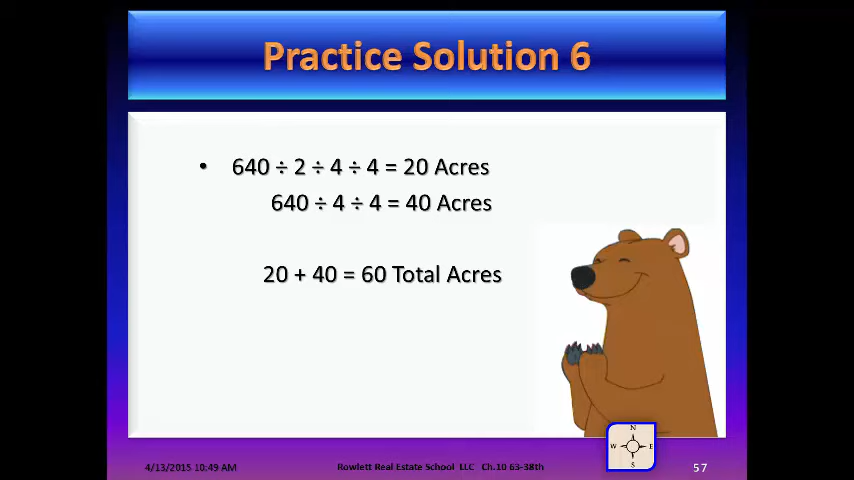 Practice Solution 6
• 640 ÷ 2 ÷ 4 ÷ 4 = 20 Acres
640 ÷ 4 ÷ 4 = 40 Acres
20 + 40 = 60 Total Acres
N
W E
S
4/13/2015 10:49 AM
Rowlett Real Estate School LLC Ch.10 63-38th
57